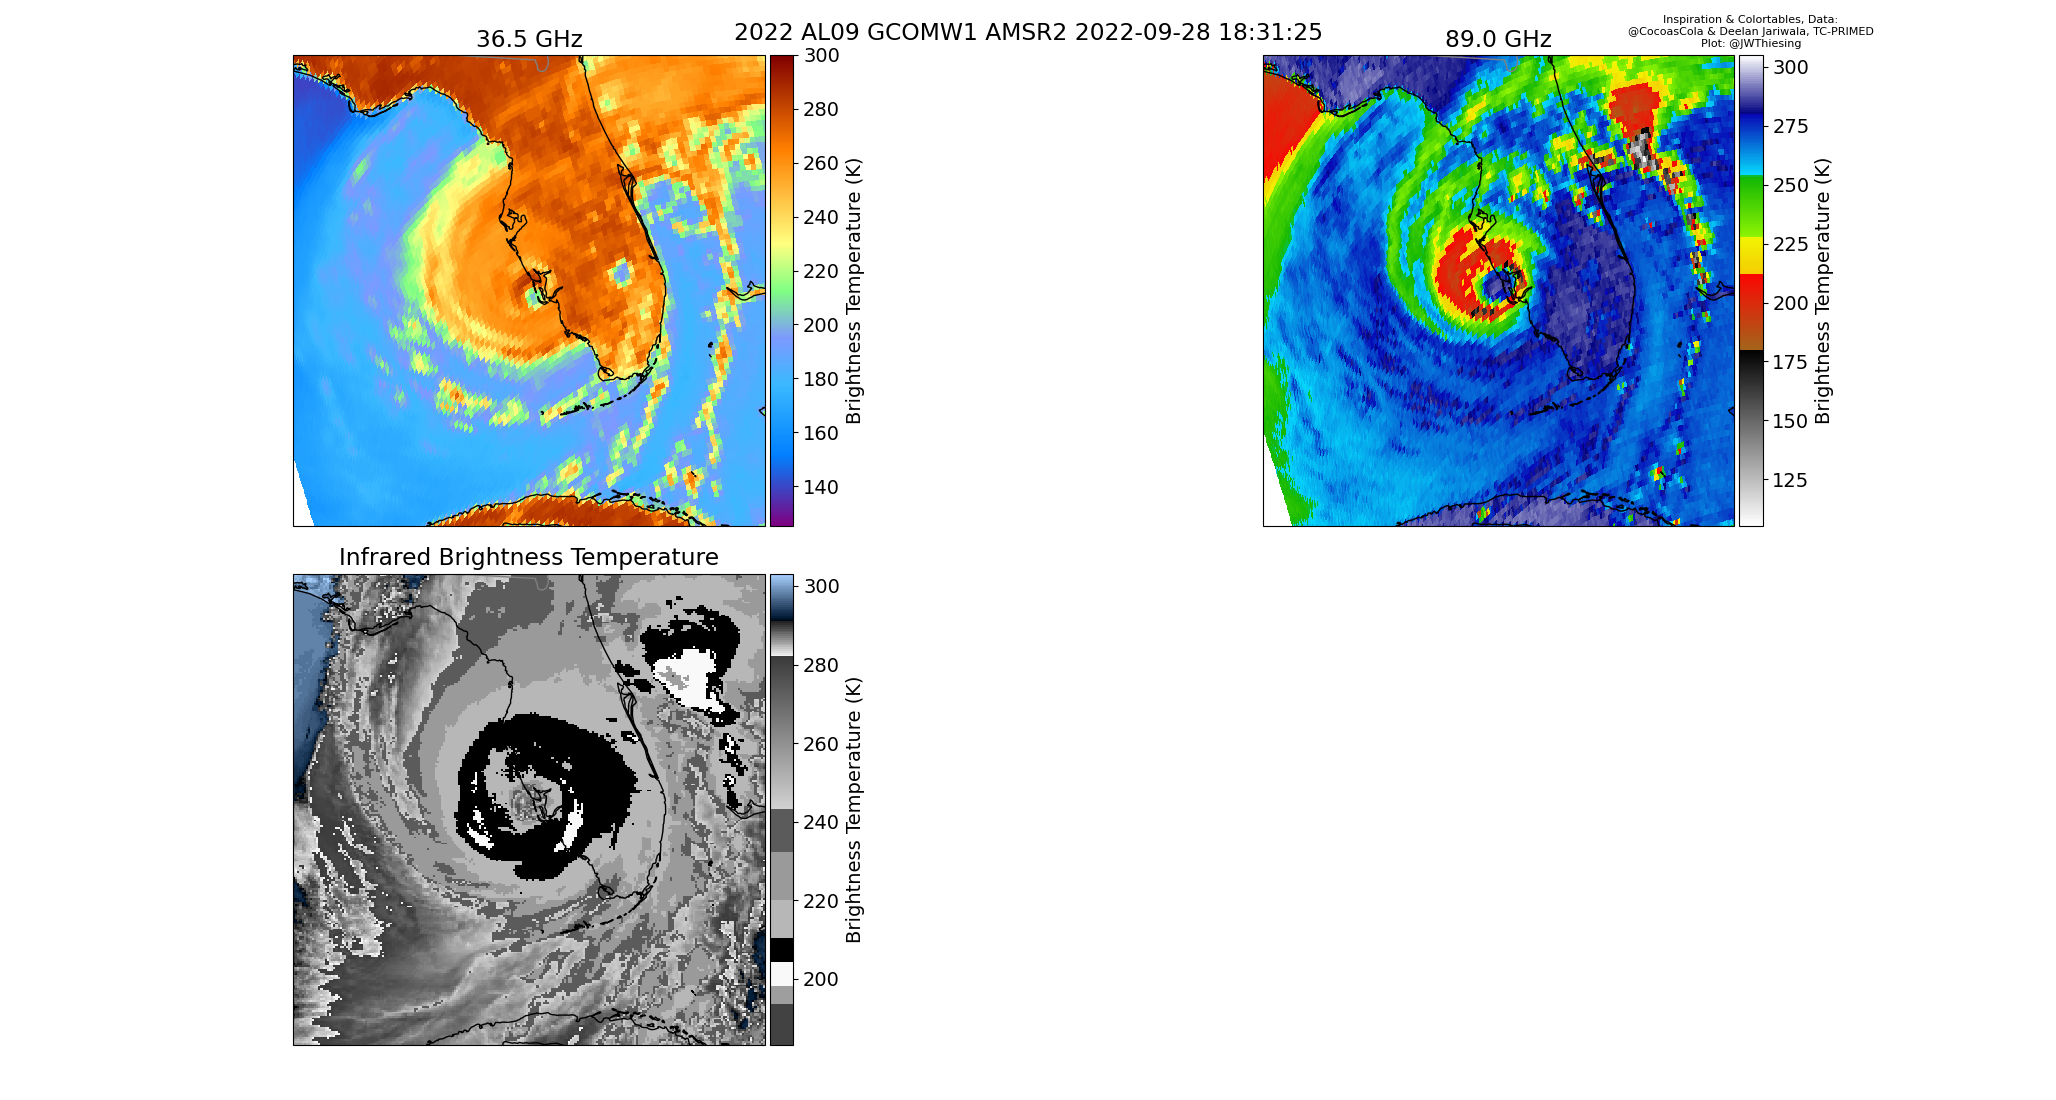 2022 AL09 GCOMW1 AMSR2 2022-09-28 18:31:25
Inspiration & Colortables, Data:
@CocoasCola & Deelan Jariwala, TC-PRIMED
Plot: @JWThiesing
36.5 GHz
300
280
260
240
220
200
180
160
140
Brightness Temperature (K)
89.0 GHz
300
275
250
225
200
175
150
125
Brightness Temperature (K)
Infrared Brightness Temperature
300
280
260
240
220
200
Brightness Temperature (K)